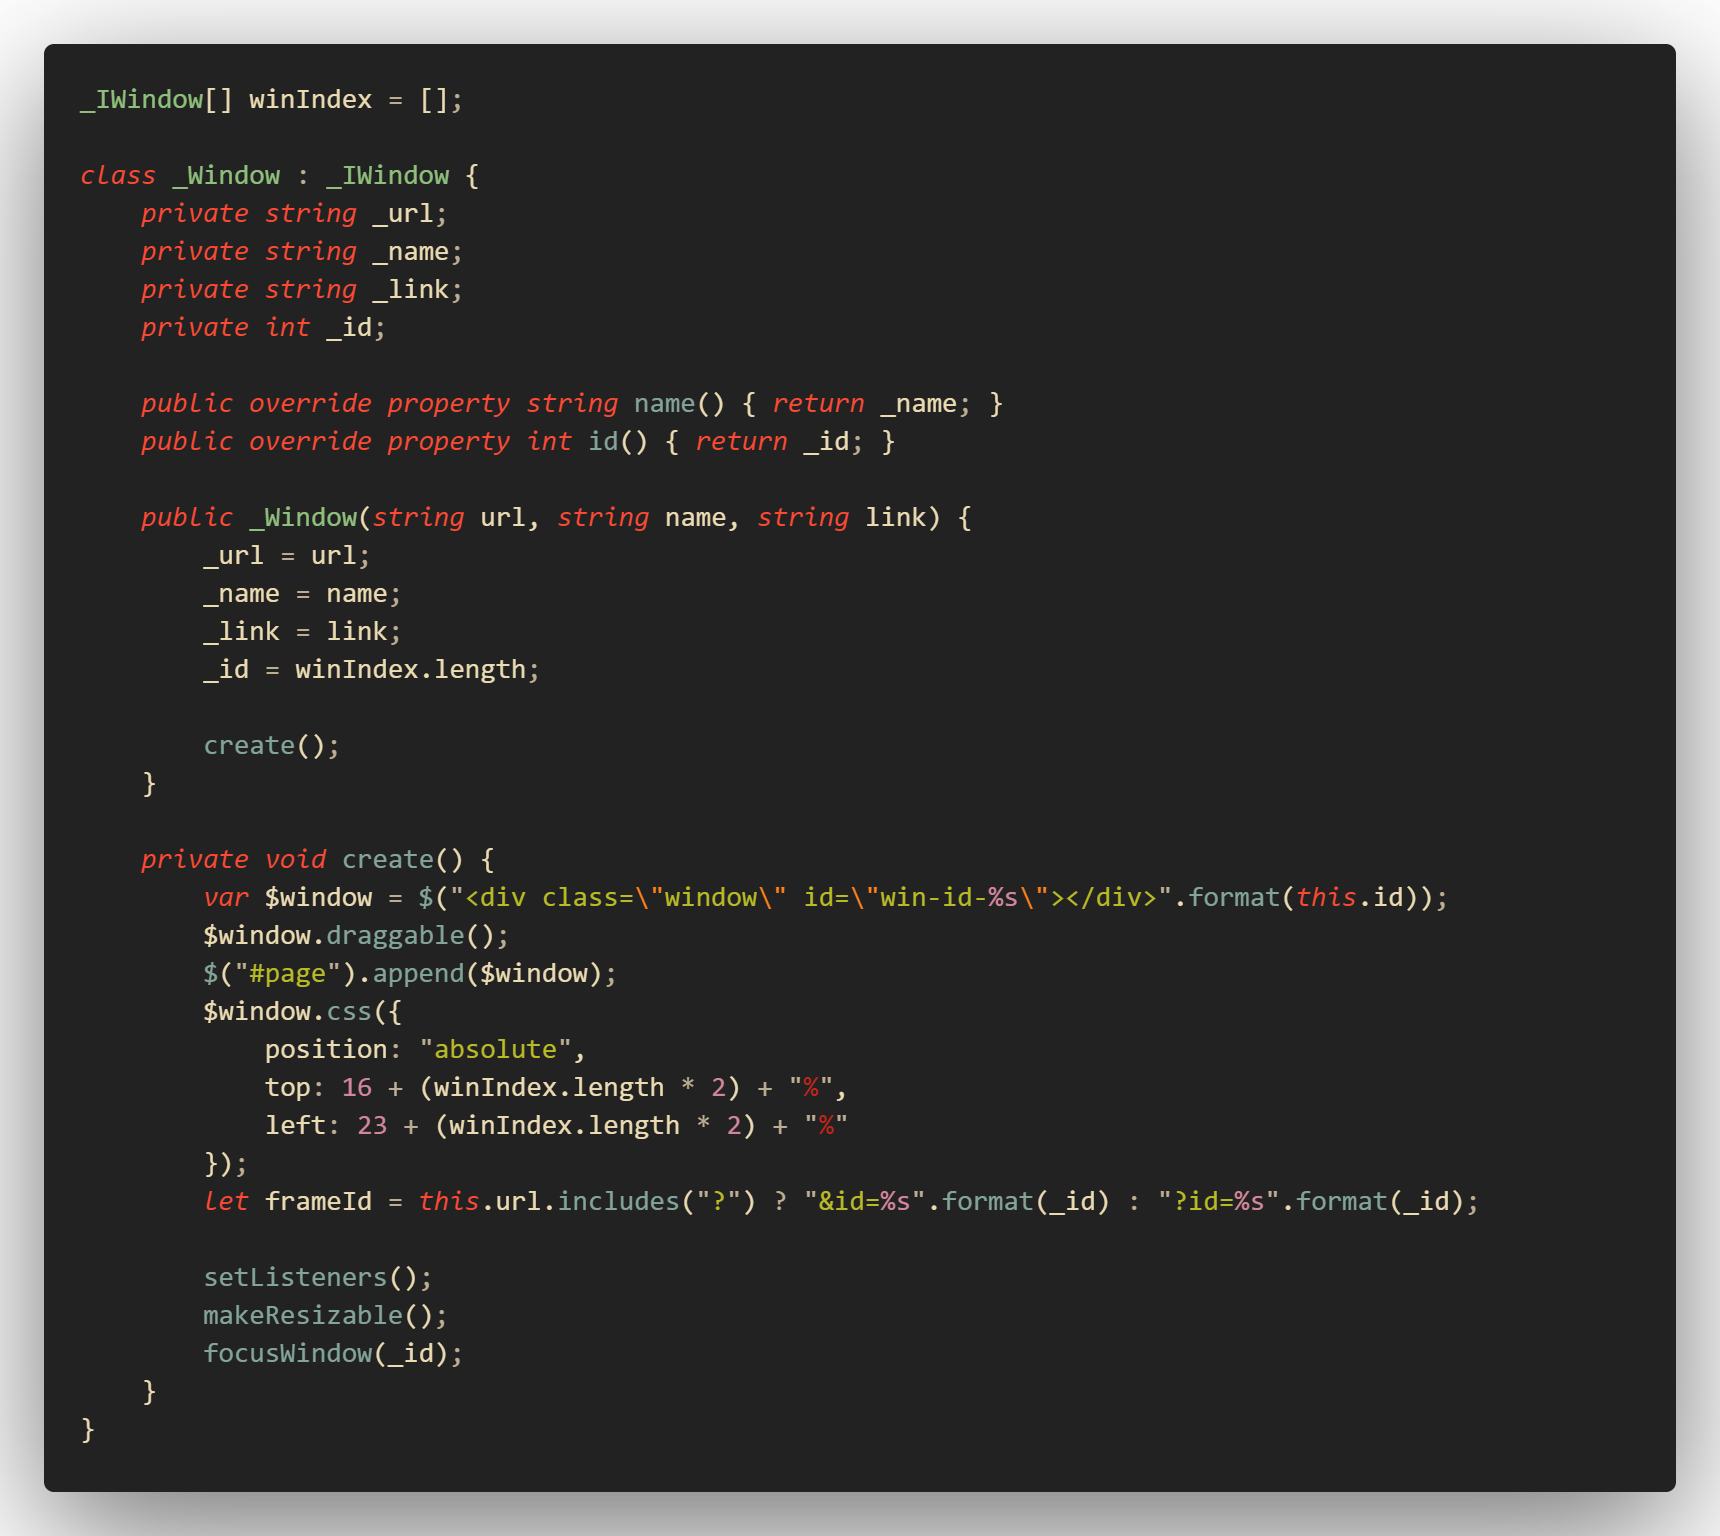 _IWindow[] winIndex = [];
class _Window : _IWindow {
private string _url;
private string _name;
private string _link;
private int _id;
public override property string name() { return _name; }
public override property int id() { return _id; }
public _Window(string url, string name, string link) {
_url = url;
_name = name;
_link = link;
_id = winIndex.length;
create();
}
private void create() {
var $window = $("<div class=\"window\" id=\"win-id-%s\"></div>".format(this.id));
$window.draggable();
$("#page").append($window);
$window.css({
position: "absolute",
top: 16 + (winIndex.length * 2) + "%",
left: 23 + (winIndex.length * 2) + "%"
});
let frameId = this.url.includes("?") ? "&id=%s".format(_id) : "?id=%s".format(_id);
setListeners();
makeResizable();
focusWindow(_id);
}
}